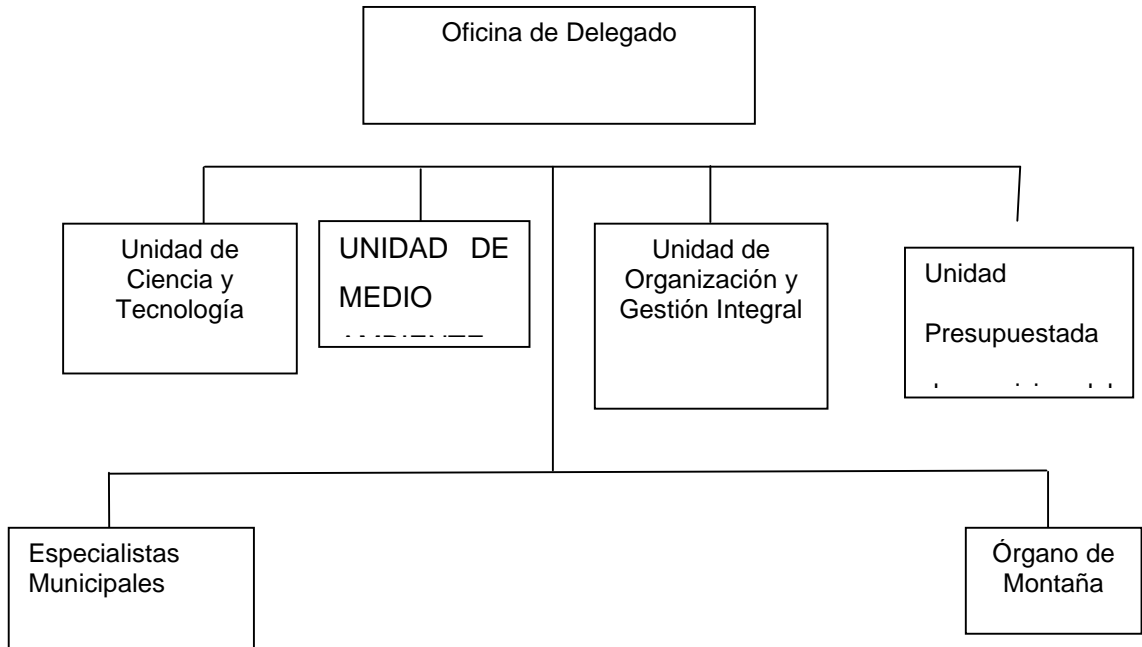 Oficina de Delegado
Unidad de
Ciencia y
Tecnología
UNIDAD DE
MEDIO
Unidad de
Organización y
Gestión Integral
Unidad
Presupuestada
Especialistas
Municipales
Órgano de
Montaña